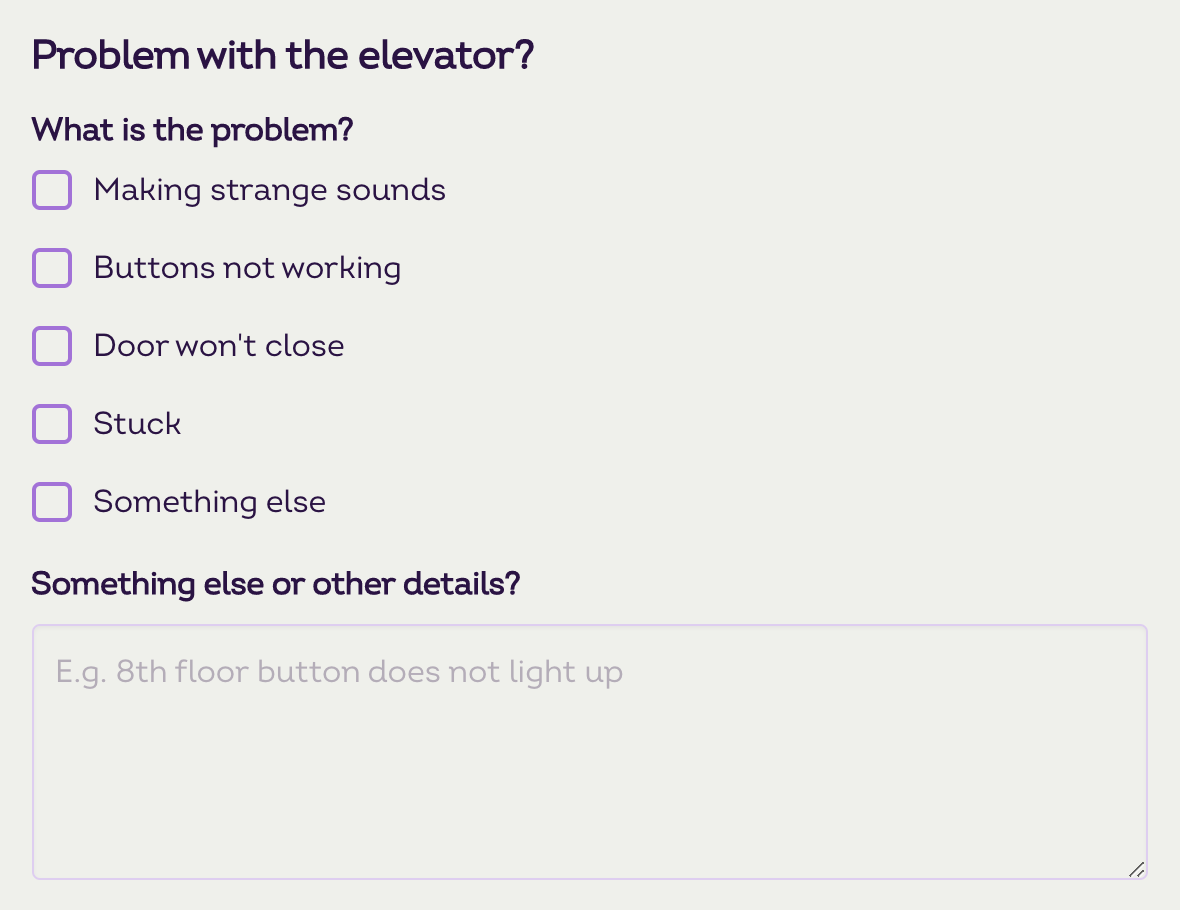 Problem with the elevator?
What is the problem?
Making strange sounds
Buttons not working
Door won't close
Stuck
Something else
Something else or other details?
E.g. 8th floor button does not light up